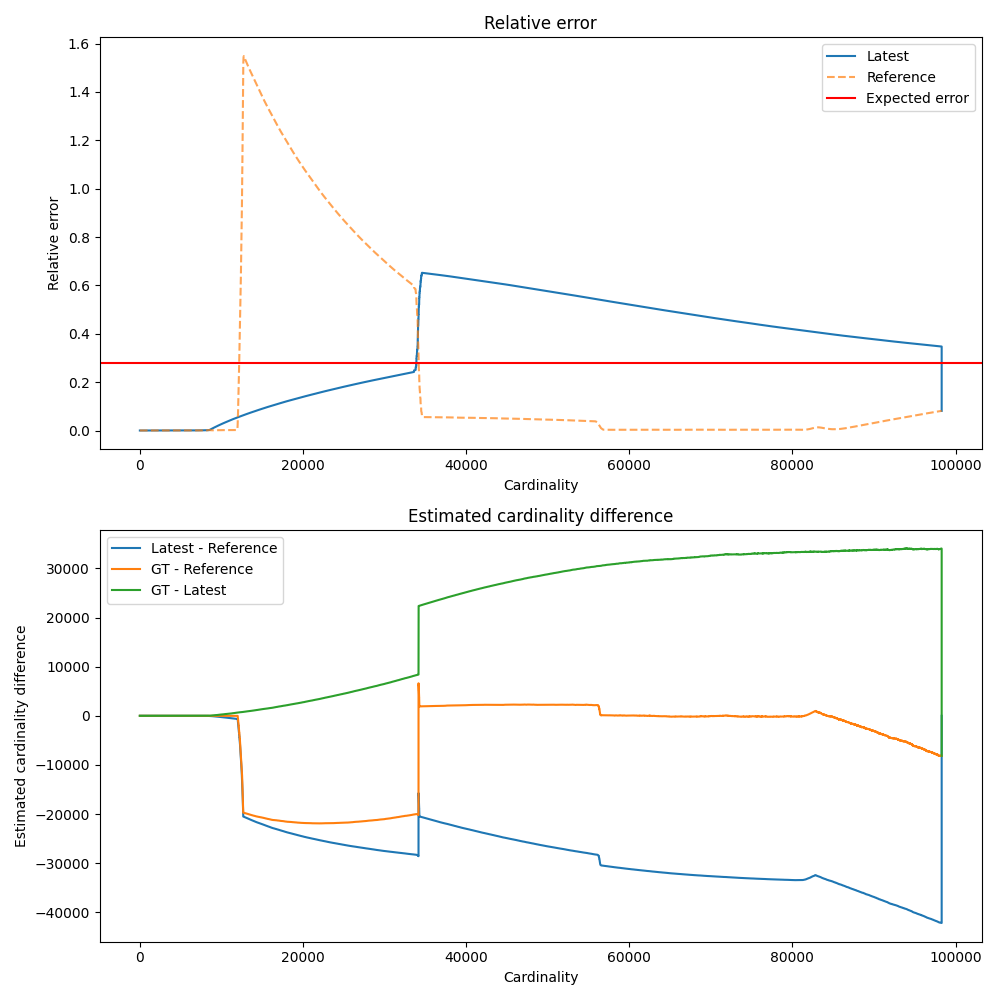 Relative error
1.6
1.4
1.2
1.0
0.8
0.6
0.4
0.2
0.0
Relative error
Latest
Reference
Expected error
0 20000 40000 60000 80000 100000
Cardinality
Estimated cardinality difference
30000
20000
10000
0
−10000
−20000
−30000
−40000
Estimated cardinality difference
Latest - Reference
GT - Reference
GT - Latest
0 20000 40000 60000 80000 100000
Cardinality